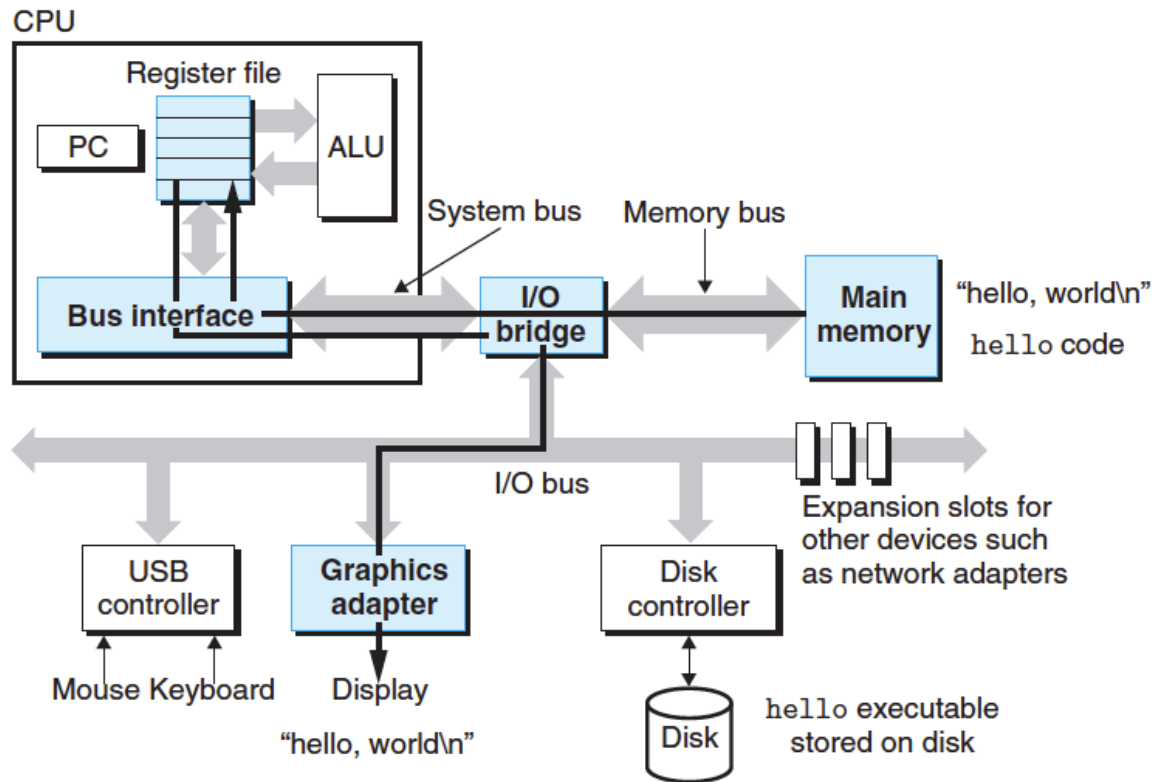 CPU
Register file
PC
ALU
System bus
Memory bus
Bus interface
I/O
bridge
Main
memory
“hello, world\n”
hello code
I/O bus
Expansion slots for
other devices such
as network adapters
USB
controller
Graphics
adapter
Disk
controller
Mouse Keyboard
Display
“hello, world\n”
Disk
hello executable
stored on disk